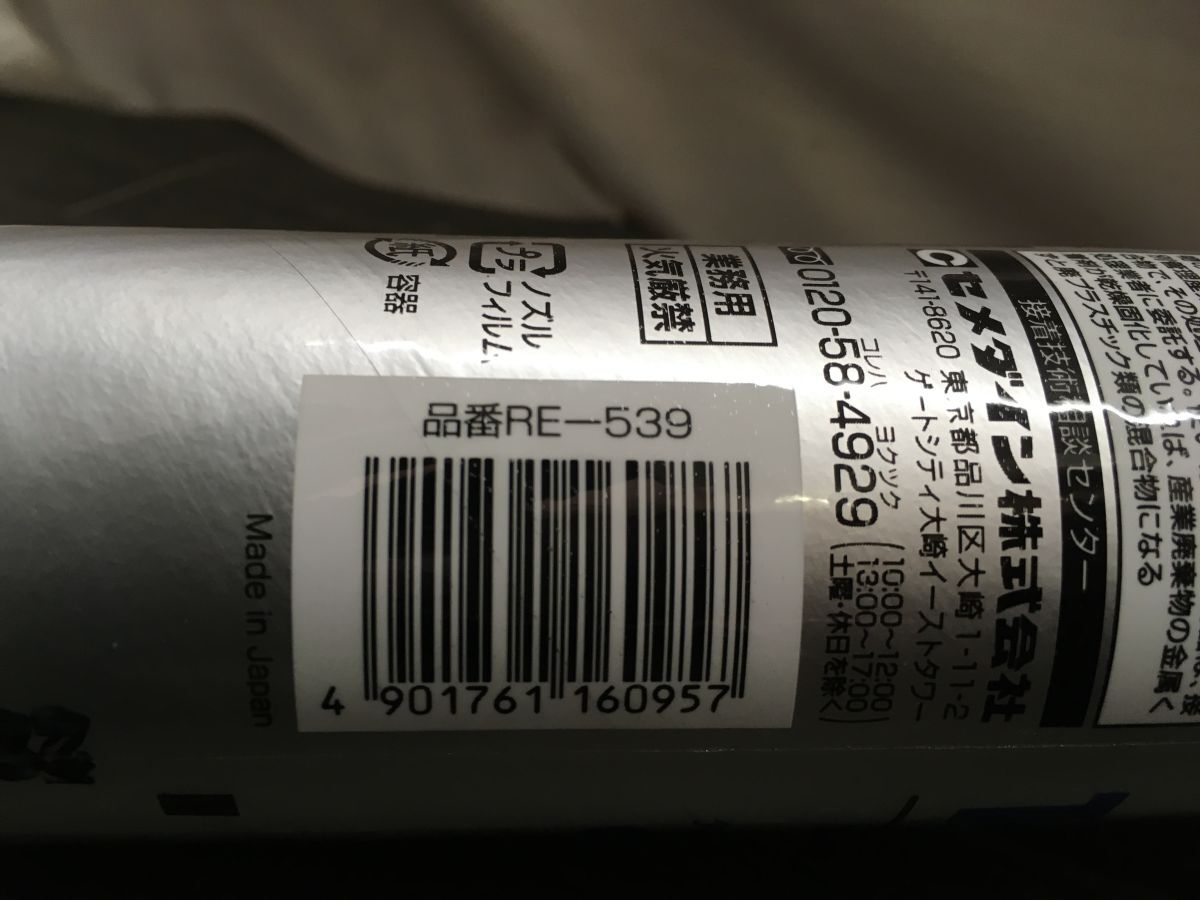 産業廃棄物の金属く
プラスチック類の混合物になる
接着技術相談センター
セメダイン株式会社
〒141-8620 東京都品川区大崎1-11-2
ゲートシティ大崎イーストタワー
コレハ ヨクツク
0120-58-4929 (10:00〜12:00
13:00〜17:00)
(土曜・休日を除く)
業務用
火気厳禁
プラ
ノズル
フィルム
紙
容器
品番RE-539
4 901761 160957
Made in Japan